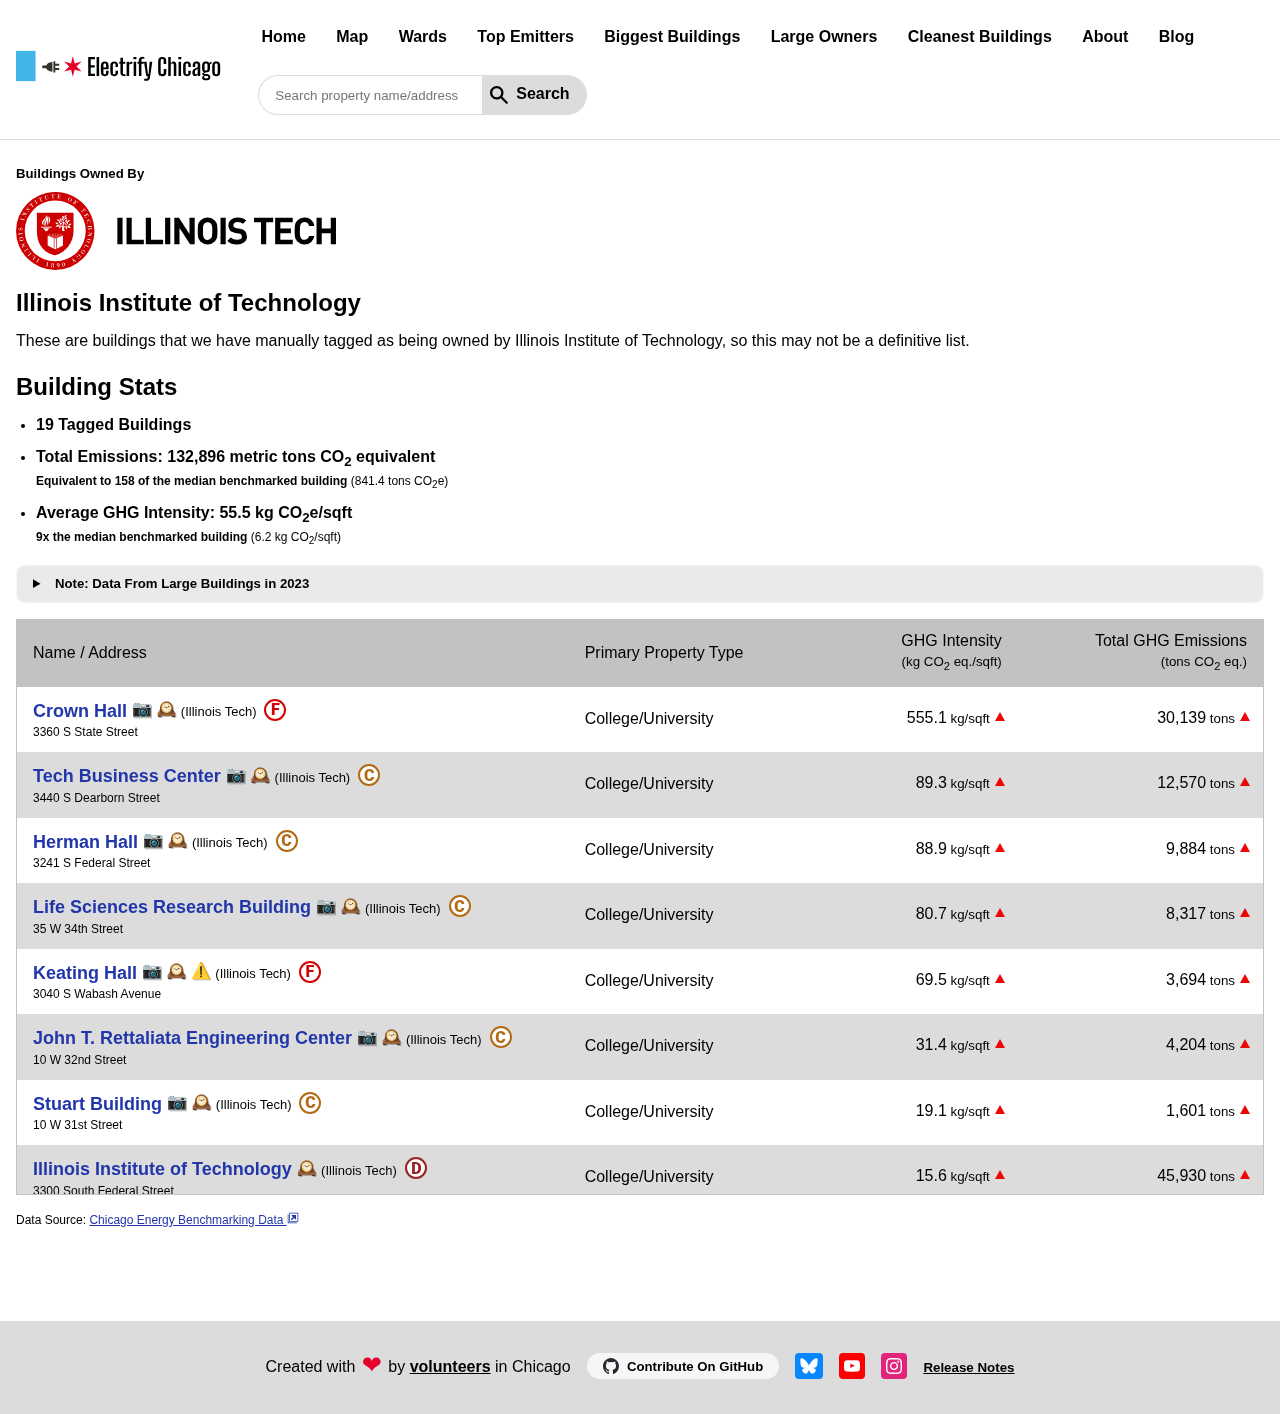 Home Map Wards Top Emitters Biggest Buildings Large Owners Cleanest Buildings About Blog
Electrify Chicago
Search property name/address Search
Buildings Owned By
ILLINOIS INSTITUTE OF TECHNOLOGY 1890
ILLINOIS TECH
Illinois Institute of Technology
These are buildings that we have manually tagged as being owned by Illinois Institute of Technology, so this may not be a definitive list.
Building Stats
• 19 Tagged Buildings
• Total Emissions: 132,896 metric tons CO2 equivalent
Equivalent to 158 of the median benchmarked building (841.4 tons CO2e)
• Average GHG Intensity: 55.5 kg CO2e/sqft
9x the median benchmarked building (6.2 kg CO2/sqft)
Note: Data From Large Buildings in 2023
Name / Address Primary Property Type GHG Intensity (kg CO2 eq./sqft) Total GHG Emissions (tons CO2 eq.)
Crown Hall 📷 🕰️ (Illinois Tech) F College/University 555.1 kg/sqft ▲ 30,139 tons ▲
3360 S State Street
Tech Business Center 📷 🕰️ (Illinois Tech) C College/University 89.3 kg/sqft ▲ 12,570 tons ▲
3440 S Dearborn Street
Herman Hall 📷 🕰️ (Illinois Tech) C College/University 88.9 kg/sqft ▲ 9,884 tons ▲
3241 S Federal Street
Life Sciences Research Building 📷 🕰️ (Illinois Tech) C College/University 80.7 kg/sqft ▲ 8,317 tons ▲
35 W 34th Street
Keating Hall 📷 🕰️ ⚠️ (Illinois Tech) F College/University 69.5 kg/sqft ▲ 3,694 tons ▲
3040 S Wabash Avenue
John T. Rettaliata Engineering Center 📷 🕰️ (Illinois Tech) C College/University 31.4 kg/sqft ▲ 4,204 tons ▲
10 W 32nd Street
Stuart Building 📷 🕰️ (Illinois Tech) C College/University 19.1 kg/sqft ▲ 1,601 tons ▲
10 W 31st Street
Illinois Institute of Technology 🕰️ (Illinois Tech) D College/University 15.6 kg/sqft ▲ 45,930 tons ▲
3300 South Federal Street
Data Source: Chicago Energy Benchmarking Data
Created with ❤ by volunteers in Chicago Contribute On GitHub Release Notes